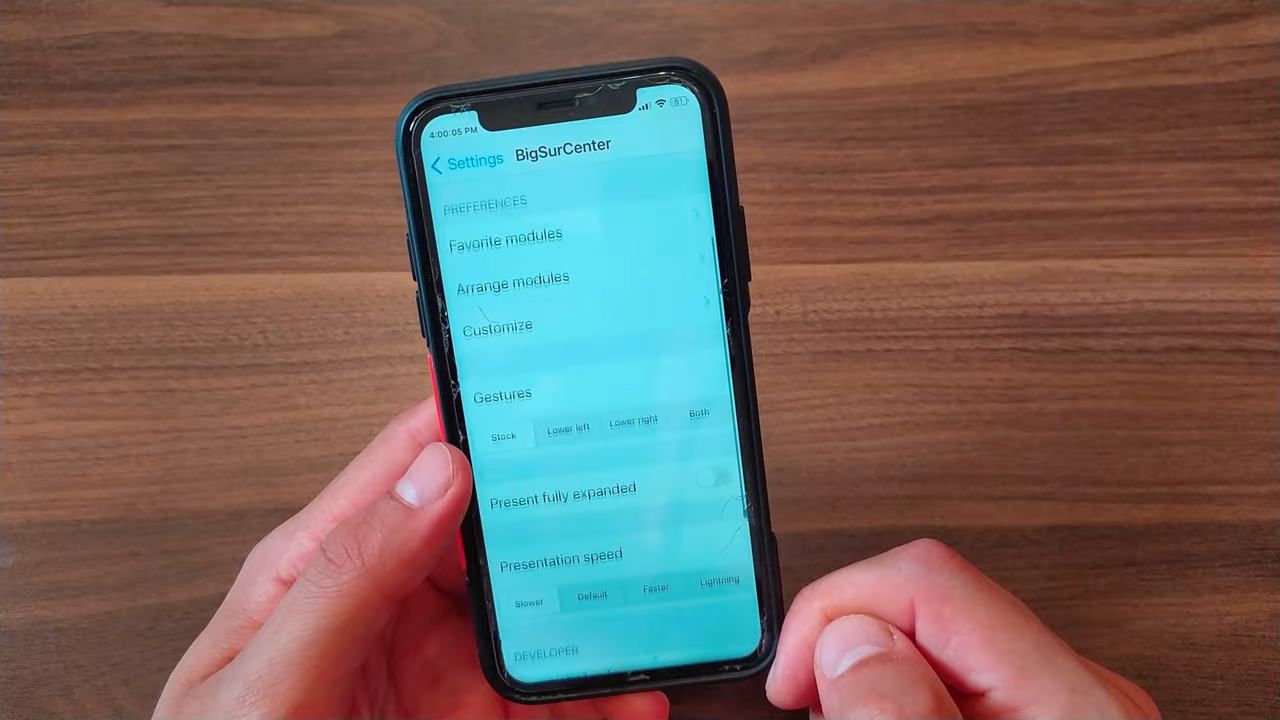 4:00:05 PM 51
Settings BigSurCenter
PREFERENCES
Favorite modules
Arrange modules
Customize
Gestures
Stock Lower left Lower right Both
Present fully expanded
Presentation speed
Slower Default Faster Lightning
DEVELOPER